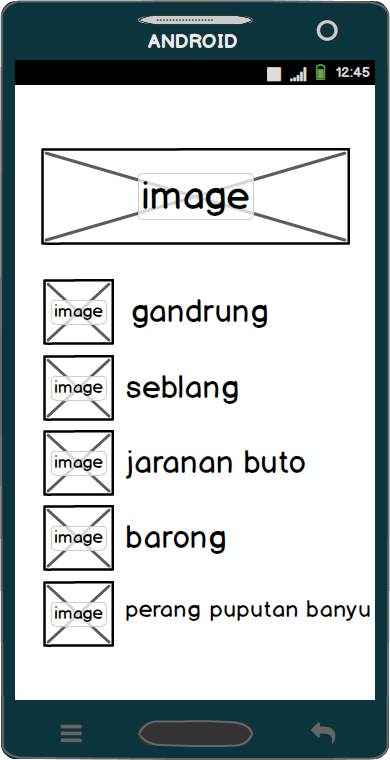 ANDROID
12:45
image
image gandrung
image seblang
image jaranan buto
image barong
image perang puputan banyu